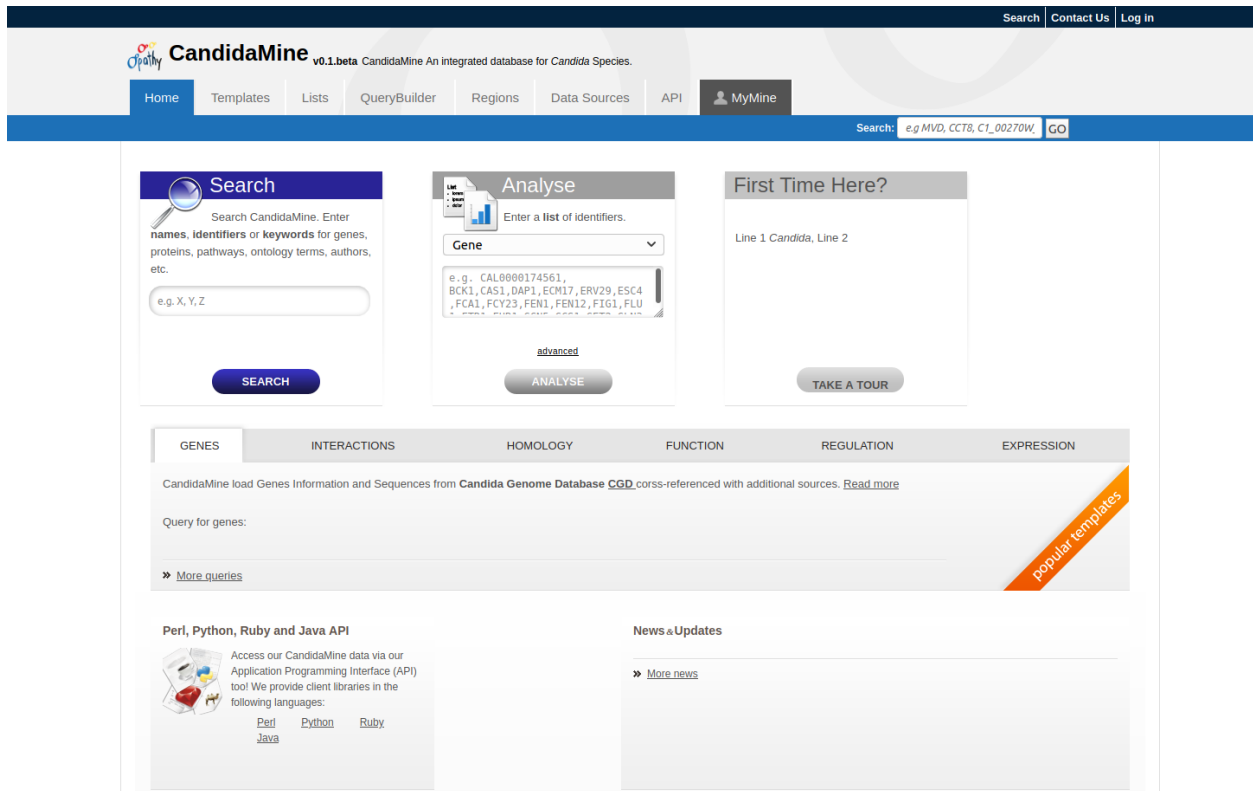 Search Contact Us Log in
Opathy CandidaMine v0.1.beta CandidaMine An integrated database for Candida Species.
Home Templates Lists QueryBuilder Regions Data Sources API MyMine
Search: e.g MVD, CCT8, C1_00270W, GO
Search
Search CandidaMine. Enter
names, identifiers or keywords for genes,
proteins, pathways, ontology terms, authors,
etc.
e.g. X, Y, Z
SEARCH
List
Analyse
Enter a list of identifiers.
Gene
e.g. CAL0000174561,
BCK1,CAS1,DAP1,ECM17,ERV29,ESC4
,FCA1,FCY23,FEN1,FEN12,FIG1,FLU
advanced
ANALYSE
First Time Here?
Line 1 Candida, Line 2
TAKE A TOUR
GENES INTERACTIONS HOMOLOGY FUNCTION REGULATION EXPRESSION
CandidaMine load Genes Information and Sequences from Candida Genome Database CGD corss-referenced with additional sources. Read more
Query for genes:
popular templates
» More queries
Perl, Python, Ruby and Java API
Access our CandidaMine data via our
Application Programming Interface (API)
too! We provide client libraries in the
following languages:
Perl Python Ruby
Java
News & Updates
» More news